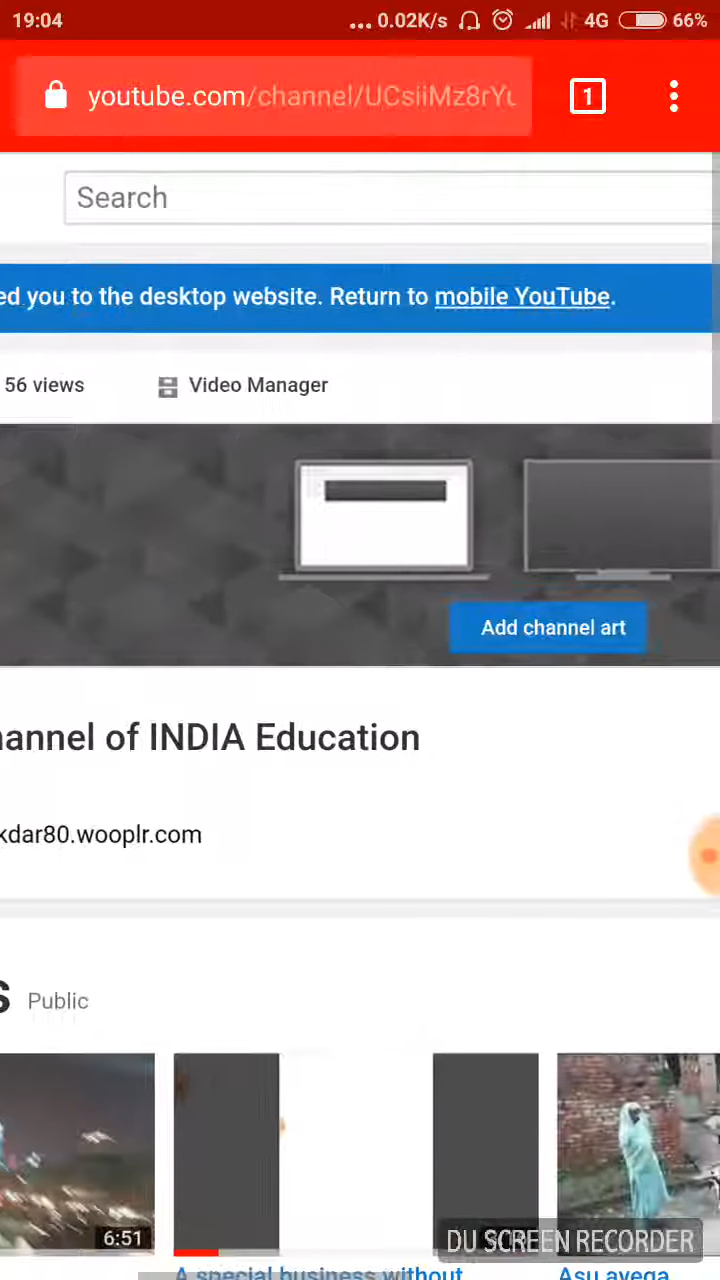 19:04 ... 0.02K/s 4G 66%
youtube.com/channel/UCsiiMz8rYu
1
Search
ed you to the desktop website. Return to mobile YouTube.
56 views Video Manager
Add channel art
hannel of INDIA Education
kdar80.wooplr.com
s Public
6:51
DU SCREEN RECORDER
A special business without
Asu ayega